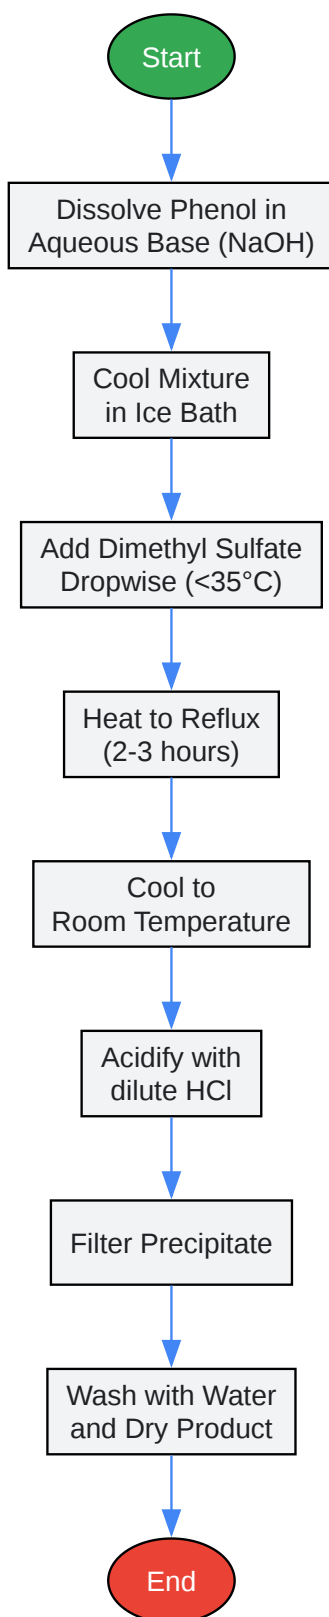 Start
Dissolve Phenol in
Aqueous Base (NaOH)
Cool Mixture
in Ice Bath
Add Dimethyl Sulfate
Dropwise (<35°C)
Heat to Reflux
(2-3 hours)
Cool to
Room Temperature
Acidify with
dilute HCl
Filter Precipitate
Wash with Water
and Dry Product
End